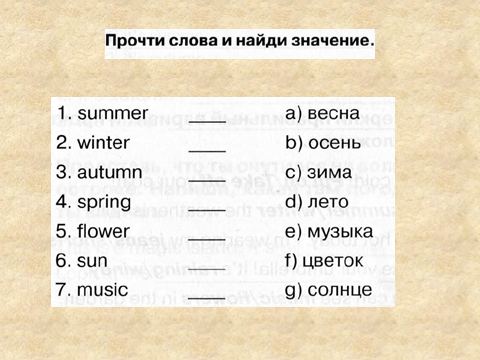 Прочти слова и найди значение.
1. summer ____ a) весна
2. winter ____ b) осень
3. autumn ____ c) зима
4. spring ____ d) лето
5. flower ____ e) музыка
6. sun ____ f) цветок
7. music ____ g) солнце